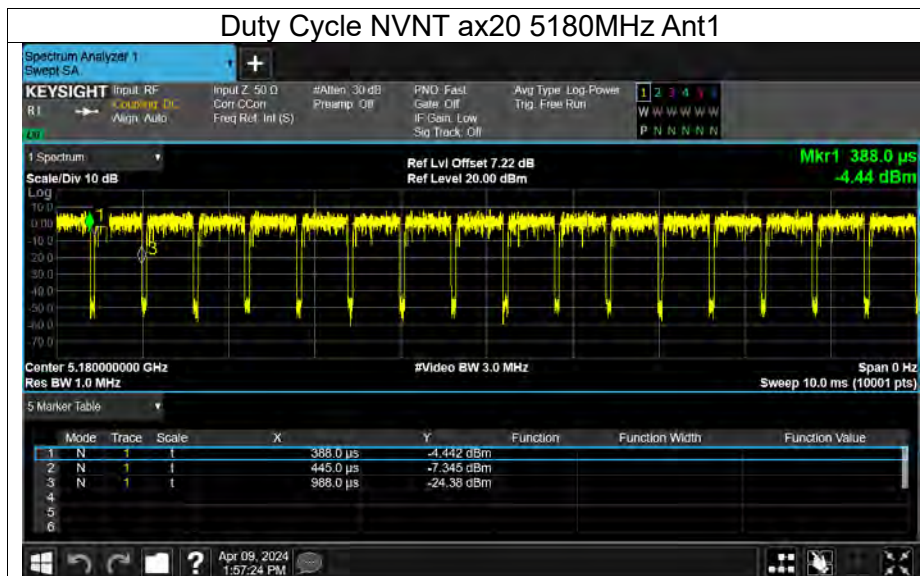 Duty Cycle NVNT ax20 5180MHz Ant1
Spectrum Analyzer 1
Swept SA
+
KEYSIGHT Input: RF Input Z: 50 Ω #Atten: 30 dB PNO: Fast Avg Type: Log-Power 1 2 3 4 5 6
Coupling: DC Corr CCorr Preamp: Off Gate: Off Trig: Free Run W W W W W W
Align: Auto Freq Ref: Int (S) IF Gain: Low P N N N N N
Sig Track: Off
1 Spectrum Ref Lvl Offset 7.22 dB Mkr1 388.0 µs
Scale/Div 10 dB Ref Level 20.00 dBm -4.44 dBm
Log
10.0
0.00 1
-10.0
-20.0 3
-30.0
-40.0
-50.0
-60.0
-70.0
Center 5.180000000 GHz #Video BW 3.0 MHz Span 0 Hz
Res BW 1.0 MHz Sweep 10.0 ms (10001 pts)
5 Marker Table
Mode Trace Scale X Y Function Function Width Function Value
1 N 1 t 388.0 µs -4.442 dBm
2 N 1 t 445.0 µs -7.345 dBm
3 N 1 t 988.0 µs -24.38 dBm
4
5
6
? Apr 09, 2024
1:57:24 PM